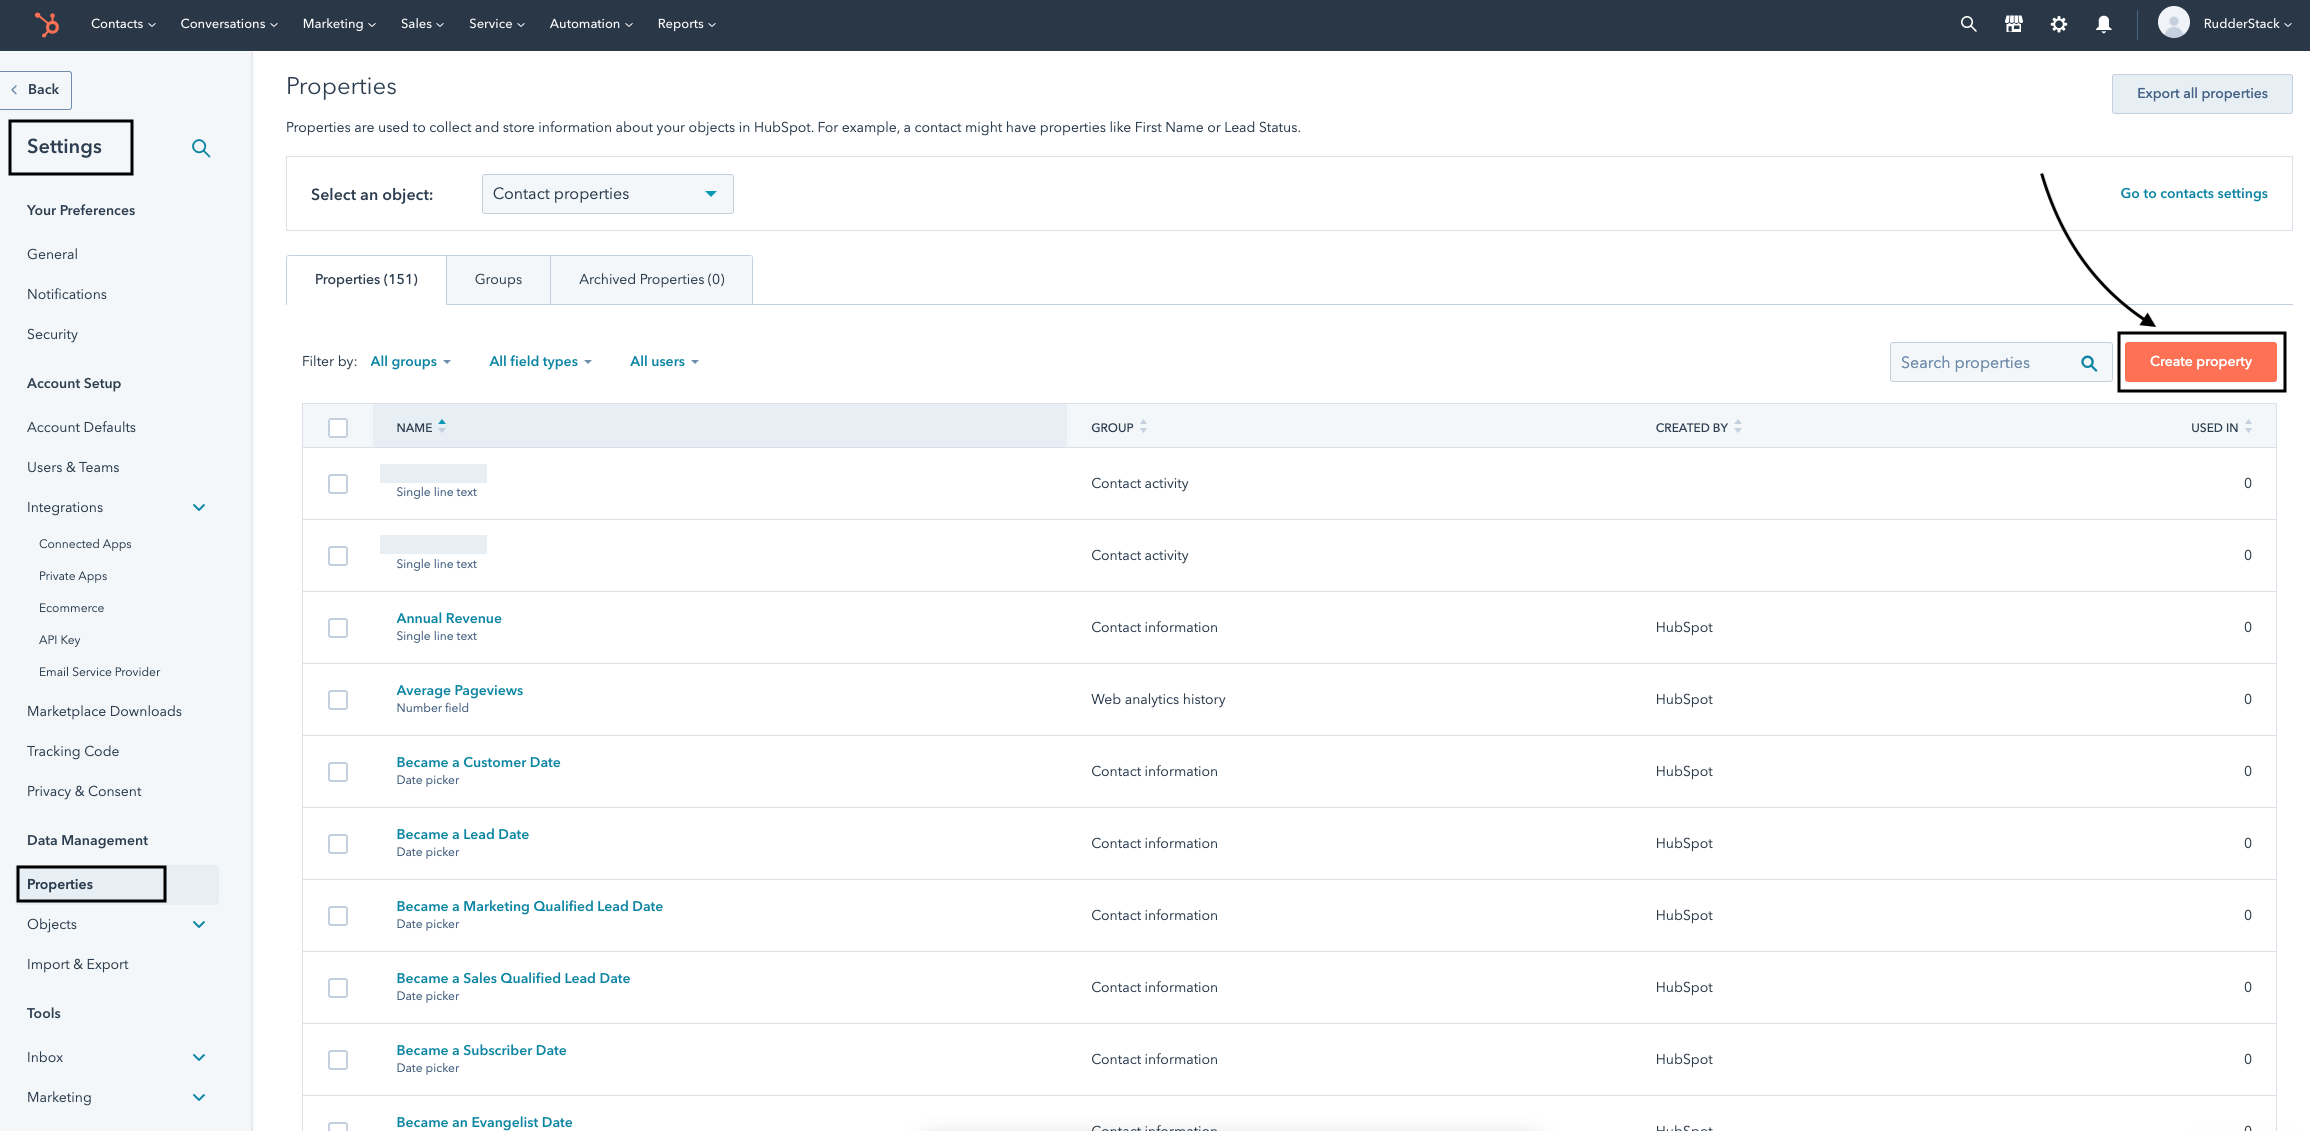 Contacts Conversations Marketing Sales Service Automation Reports RudderStack
Back
Settings
Your Preferences
General
Notifications
Security
Account Setup
Account Defaults
Users & Teams
Integrations
Connected Apps
Private Apps
Ecommerce
API Key
Email Service Provider
Marketplace Downloads
Tracking Code
Privacy & Consent
Data Management
Properties
Objects
Import & Export
Tools
Inbox
Marketing
Properties
Export all properties
Properties are used to collect and store information about your objects in HubSpot. For example, a contact might have properties like First Name or Lead Status.
Select an object: Contact properties Go to contacts settings
Properties (151) Groups Archived Properties (0)
Filter by: All groups All field types All users Search properties Create property
NAME GROUP CREATED BY USED IN
Single line text Contact activity 0
Single line text Contact activity 0
Annual Revenue
Single line text Contact information HubSpot 0
Average Pageviews
Number field Web analytics history HubSpot 0
Became a Customer Date
Date picker Contact information HubSpot 0
Became a Lead Date
Date picker Contact information HubSpot 0
Became a Marketing Qualified Lead Date
Date picker Contact information HubSpot 0
Became a Sales Qualified Lead Date
Date picker Contact information HubSpot 0
Became a Subscriber Date
Date picker Contact information HubSpot 0
Became an Evangelist Date
Contact information HubSpot 0